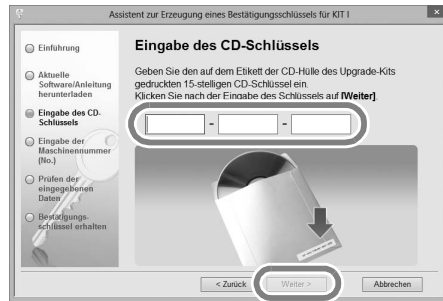 Assistent zur Erzeugung eines Bestätigungsschlüssels für KIT I
Einführung
Aktuelle
Software/Anleitung
herunterladen
Eingabe des CD-
Schlüssels
Eingabe der
Maschinennummer
(No.)
Prüfen der
eingegebenen
Daten
Bestätigungs-
schlüssel erhalten
Eingabe des CD-Schlüssels
Geben Sie den auf dem Etikett der CD-Hülle des Upgrade-Kits
gedruckten 15-stelligen CD-Schlüssel ein.
Klicken Sie nach der Eingabe des Schlüssels auf [Weiter].
- -
< Zurück Weiter > Abbrechen